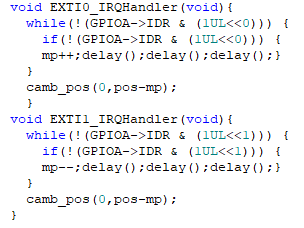 void EXTI0_IRQHandler(void){
while(!(GPIOA->IDR & (1UL<<0))) {
if(!(GPIOA->IDR & (1UL<<0))) {
mp++;delay();delay();delay();}
}
camb_pos(0,pos-mp);
}
void EXTI1_IRQHandler(void){
while(!(GPIOA->IDR & (1UL<<1))) {
if(!(GPIOA->IDR & (1UL<<1))) {
mp--;delay();delay();delay();}
}
camb_pos(0,pos-mp);
}